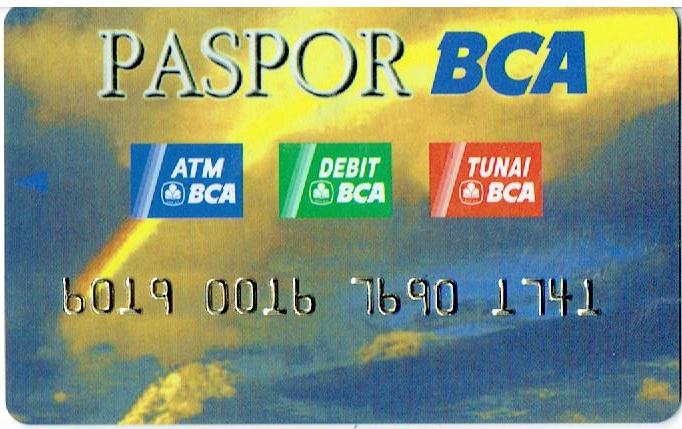 PASPOR BCA
ATM BCA
DEBIT BCA
TUNAI BCA
6019 0016 7690 1741